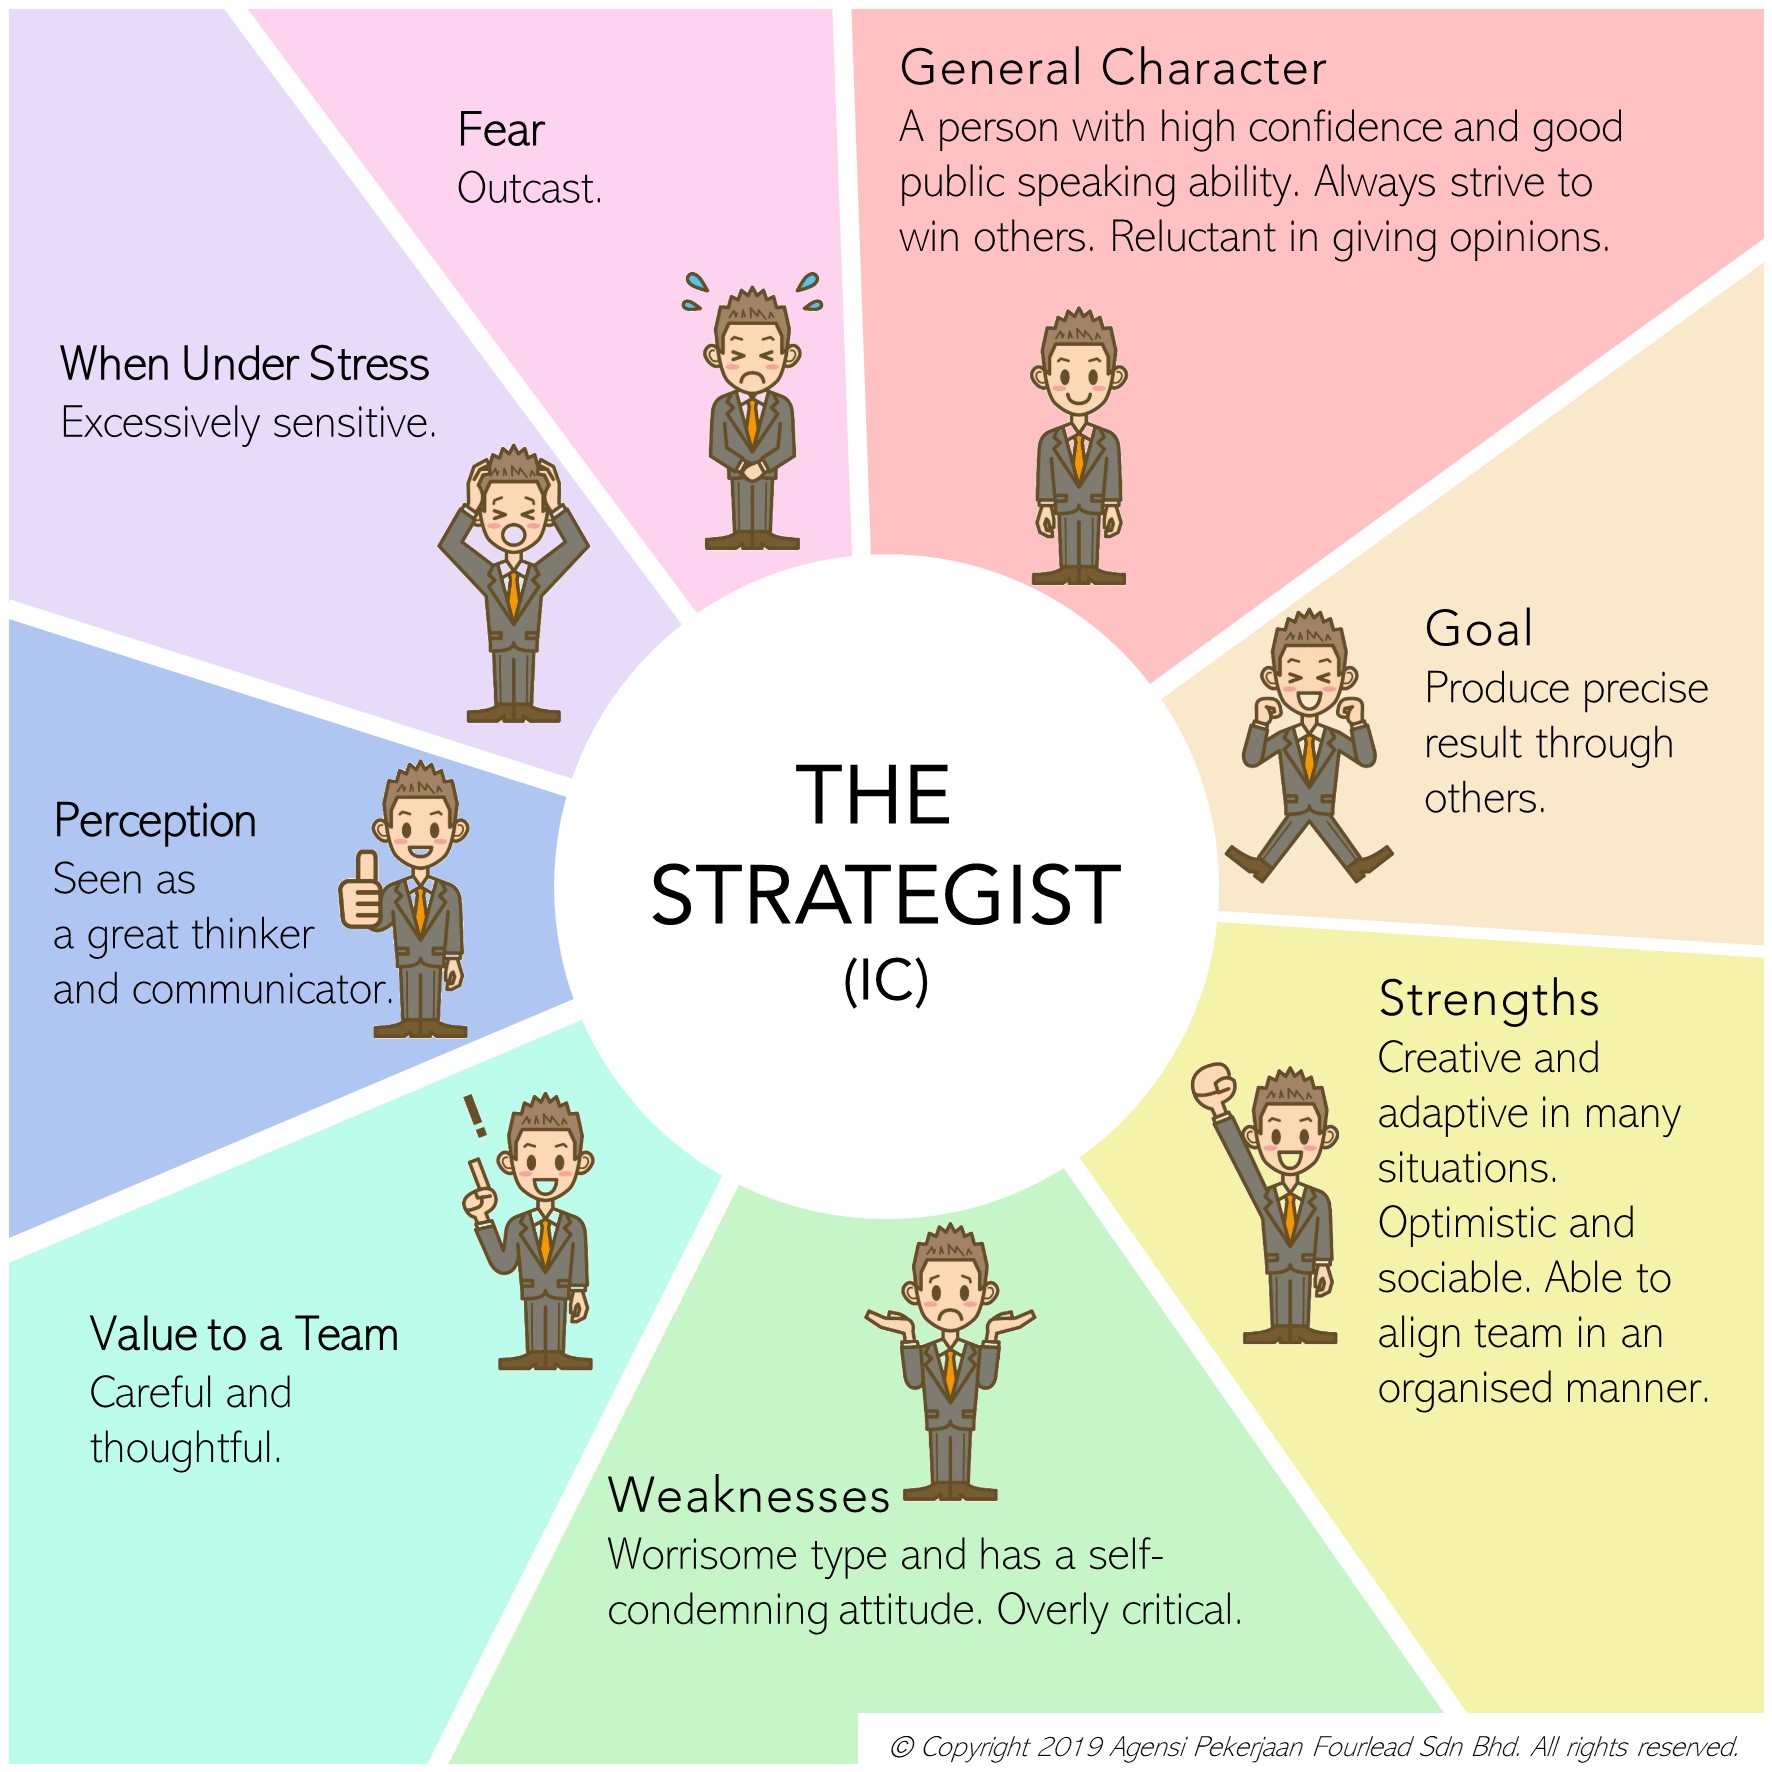 General Character
A person with high confidence and good
public speaking ability. Always strive to
win others. Reluctant in giving opinions.
Goal
Produce precise
result through
others.
Strengths
Creative and
adaptive in many
situations.
Optimistic and
sociable. Able to
align team in an
organised manner.
Weaknesses
Worrisome type and has a self-
condemning attitude. Overly critical.
Value to a Team
Careful and
thoughtful.
!
Perception
Seen as
a great thinker
and communicator.
When Under Stress
Excessively sensitive.
Fear
Outcast.
THE
STRATEGIST
(IC)
© Copyright 2019 Agensi Pekerjaan Fourlead Sdn Bhd. All rights reserved.